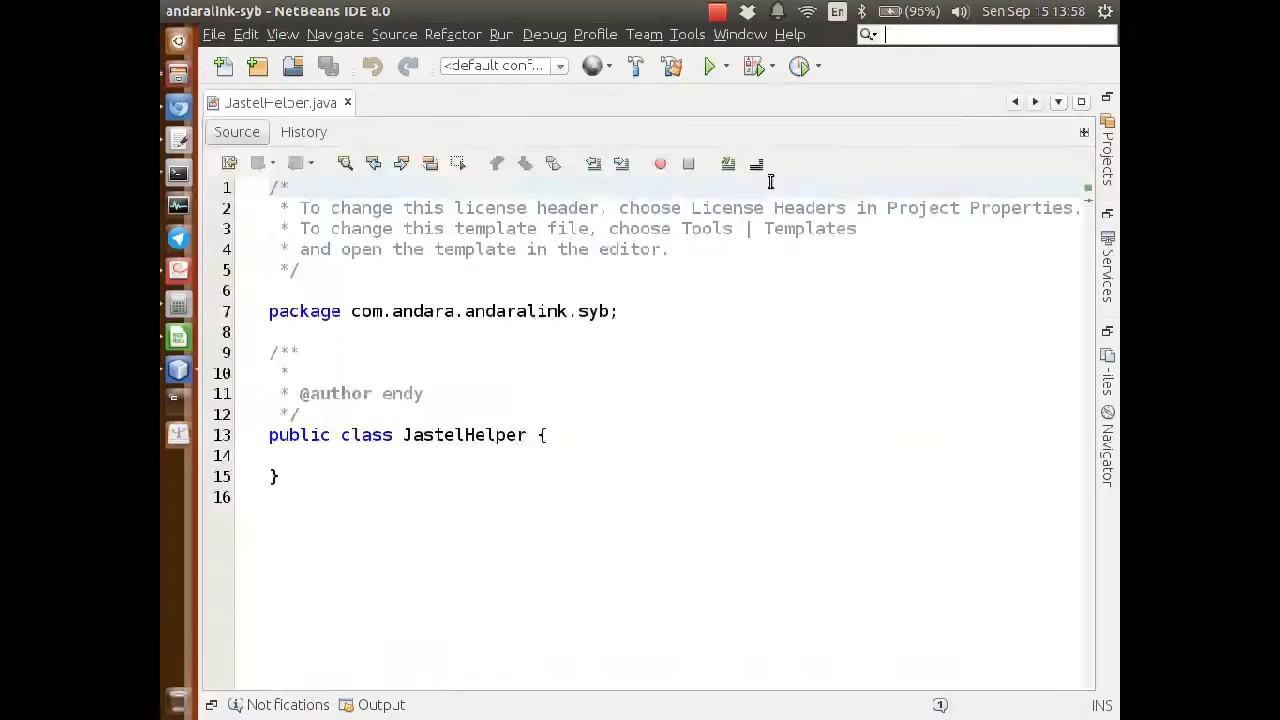 andaralink-syb - NetBeans IDE 8.0
En
(96%)
Sen Sep 15 13:58
File Edit View Navigate Source Refactor Run Debug Profile Team Tools Window Help
<default conf...
JastelHelper.java
Source
History
1 /*
2 * To change this license header, choose License Headers in Project Properties.
3 * To change this template file, choose Tools | Templates
4 * and open the template in the editor.
5 */
6
7 package com.andara.andaralink.syb;
8
9 /**
10 *
11 * @author endy
12 */
13 public class JastelHelper {
14
15 }
16
Projects
Services
Files
Navigator
Notifications
Output
1
INS